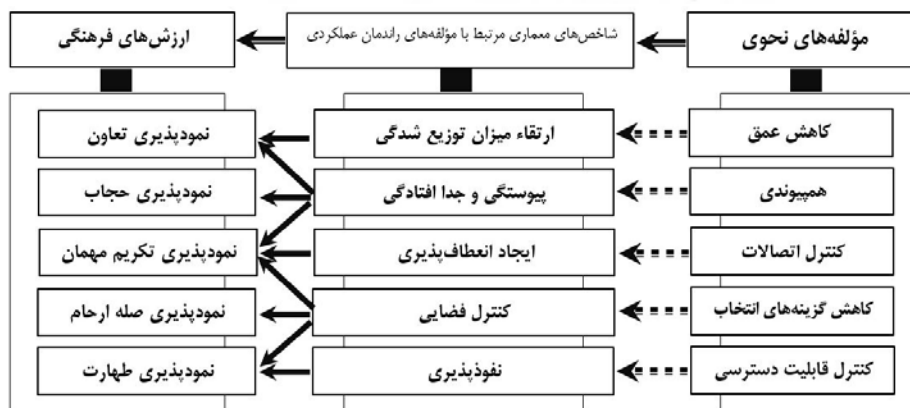 مؤلفه‌های نحوی
شاخص‌های معماری مرتبط با مؤلفه‌های راندمان عملکردی
ارزش‌های فرهنگی
کاهش عمق
ارتقاء میزان توزیع شدگی
نمودپذیری تعاون
همپیوندی
پیوستگی و جدا افتادگی
نمودپذیری حجاب
کنترل اتصالات
ایجاد انعطاف‌پذیری
نمودپذیری تکریم مهمان
کاهش گزینه‌های انتخاب
کنترل فضایی
نمودپذیری صله ارحام
کنترل قابلیت دسترسی
نفوذپذیری
نمودپذیری طهارت